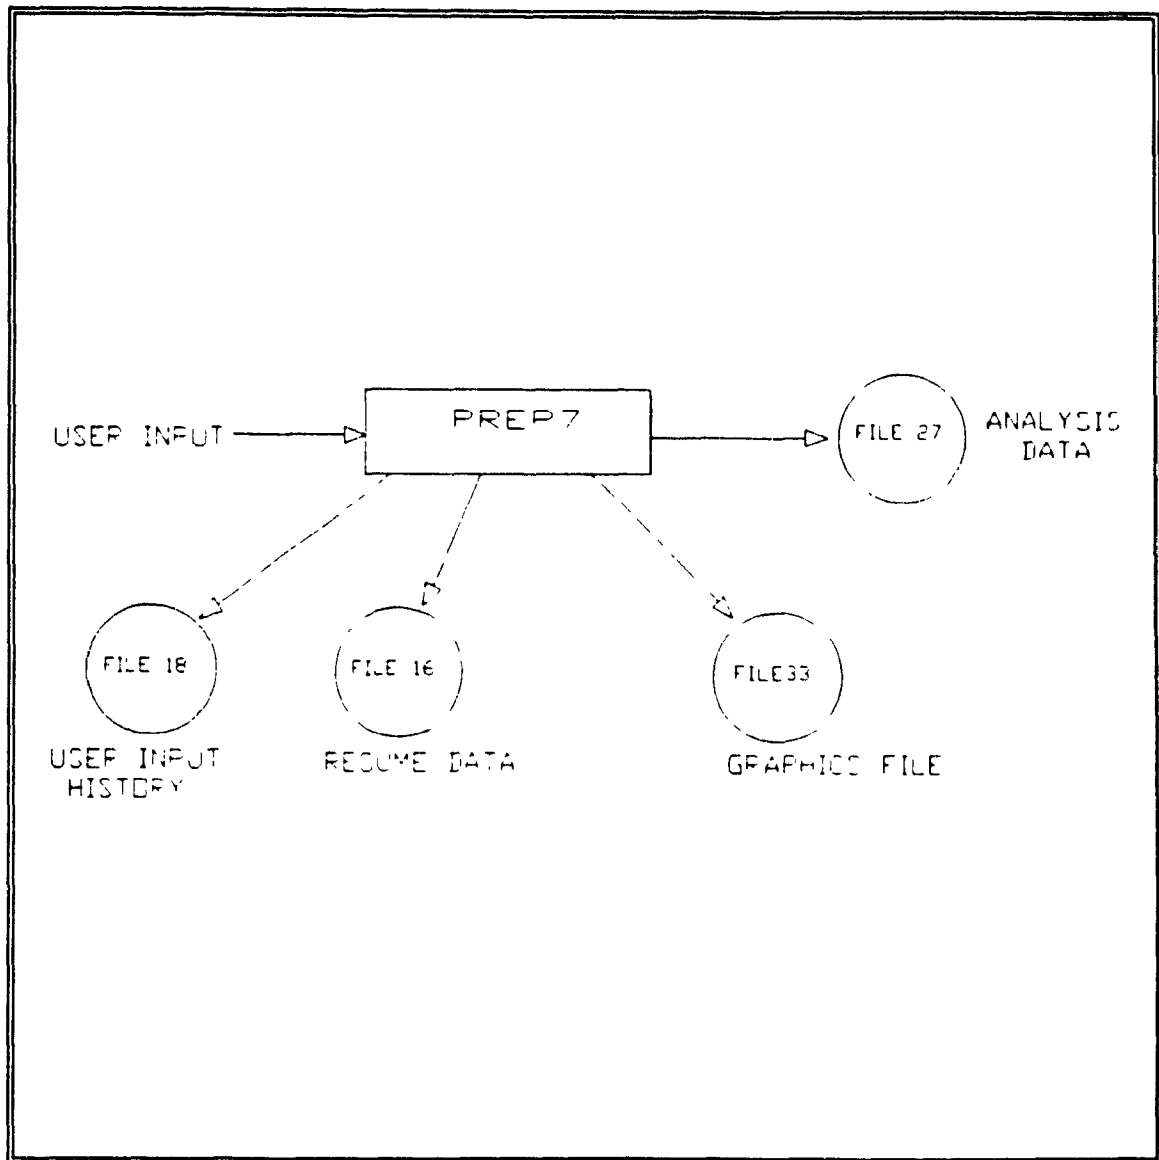 PREP7
USER INPUT
FILE 27
ANALYSIS
DATA
FILE 18
FILE 16
FILE33
USER INPUT
HISTORY
RESUME DATA
GRAPHICS FILE